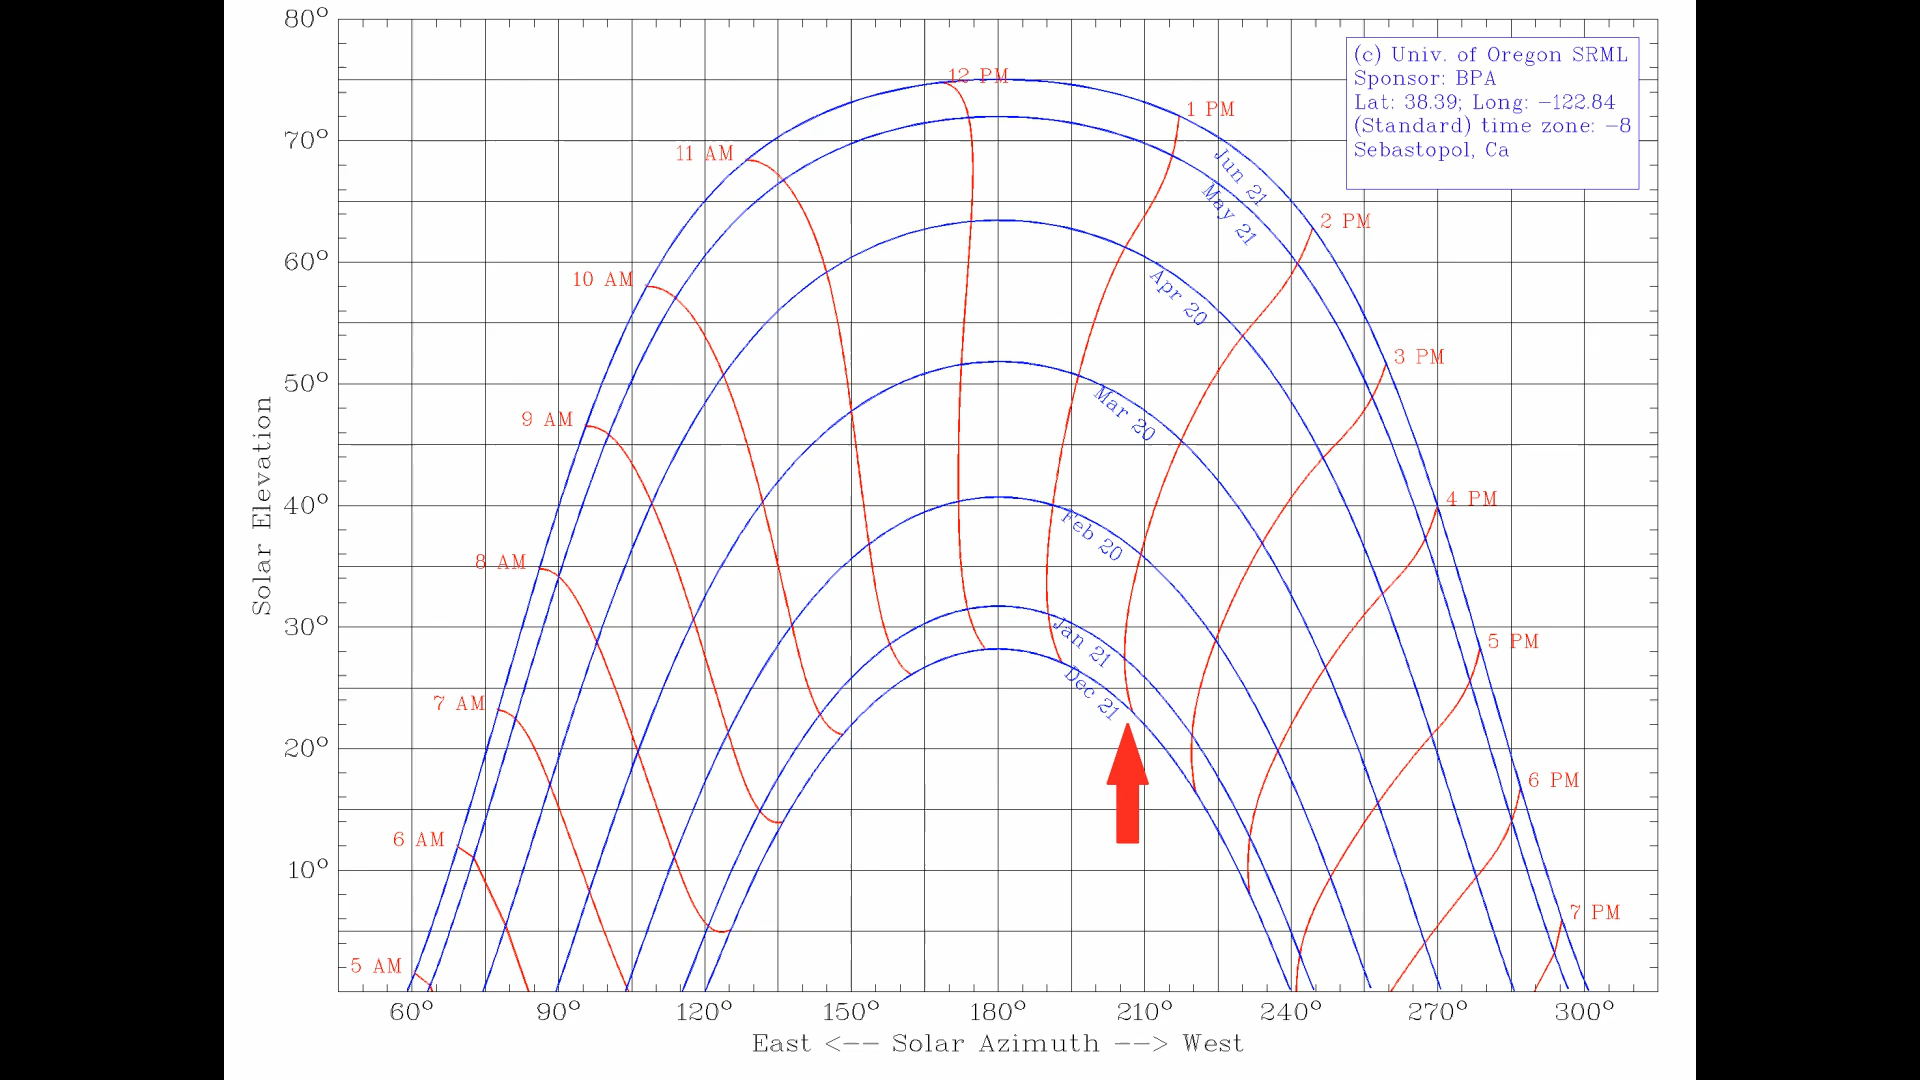 80°
70°
60°
50°
40°
30°
20°
10°
Solar Elevation
(c) Univ. of Oregon SRML
Sponsor: BPA
Lat: 38.39; Long: -122.84
(Standard) time zone: -8
Sebastopol, Ca
5 AM
6 AM
7 AM
8 AM
9 AM
10 AM
11 AM
12 PM
1 PM
2 PM
3 PM
4 PM
5 PM
6 PM
7 PM
Jun 21
May 21
Apr 20
Mar 20
Feb 20
Jan 21
Dec 21
60° 90° 120° 150° 180° 210° 240° 270° 300°
East <-- Solar Azimuth --> West